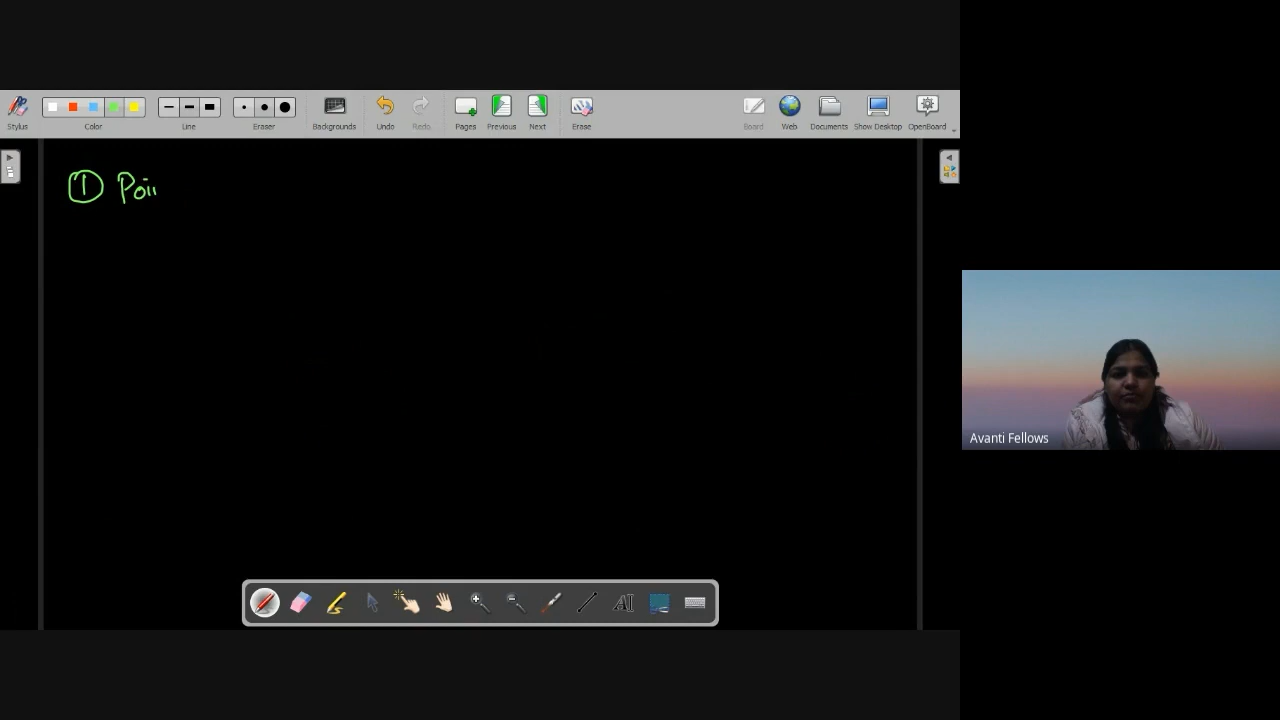 Stylus
Color
Line
Eraser
Backgrounds
Undo
Redo
Pages
Previous
Next
Erase
Board
Web
Documents
Show Desktop
OpenBoard
① Poi
AI
Avanti Fellows